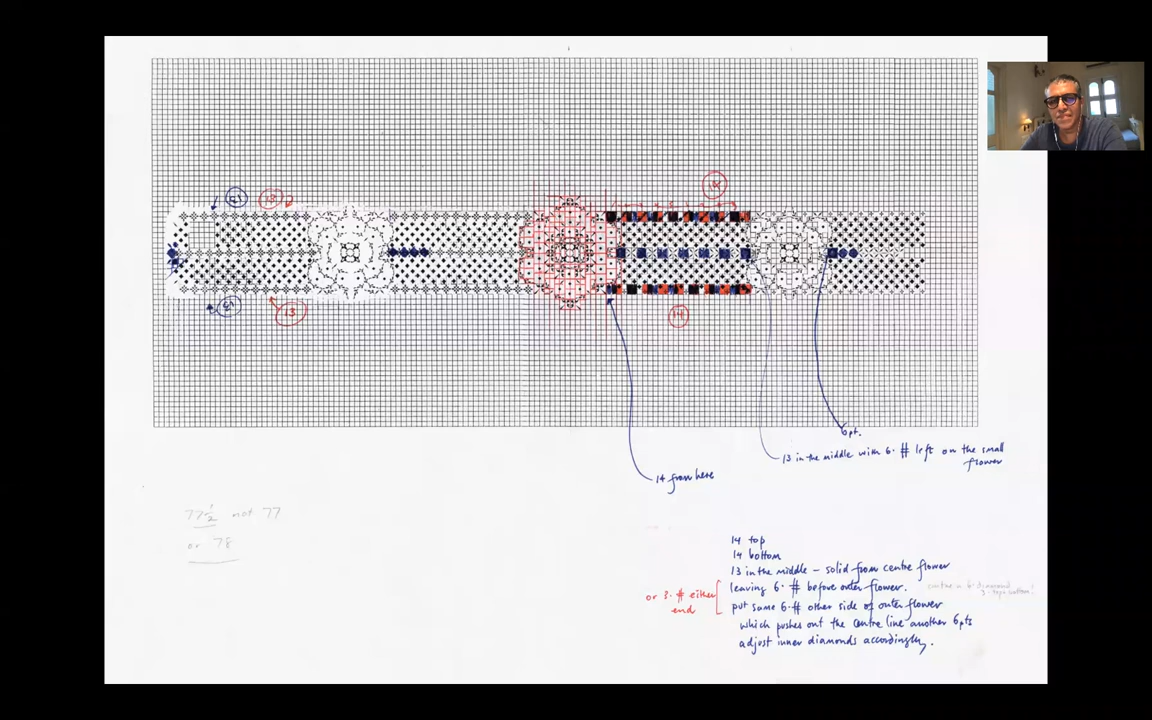 13
13
14
13
13
14
6pt.
13 in the middle with 6· # left on the small
flower
14 from here
77½ not 77
or 78
14 top
14 bottom
13 in the middle – solid from centre flower
leaving 6· # before outer flower.
or 3· # either
end
put same 6·# other side of outer flower
which pushes out the centre line another 6pts
adjust inner diamonds accordingly.